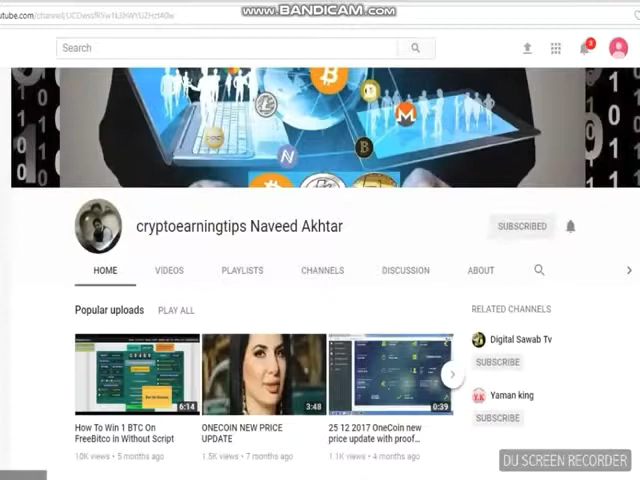 www.BANDICAM.com
Search
3
cryptoearningtips Naveed Akhtar
SUBSCRIBED
HOME VIDEOS PLAYLISTS CHANNELS DISCUSSION ABOUT
Popular uploads PLAY ALL
RELATED CHANNELS
Digital Sawab Tv
SUBSCRIBE
Yaman king
SUBSCRIBE
6:14
3:48
0:39
How To Win 1 BTC On
FreeBitco in Without Script
10K views • 5 months ago
ONECOIN NEW PRICE
UPDATE
1.5K views • 7 months ago
25 12 2017 OneCoin new
price update with proof...
1.1K views • 4 months ago
DU SCREEN RECORDER